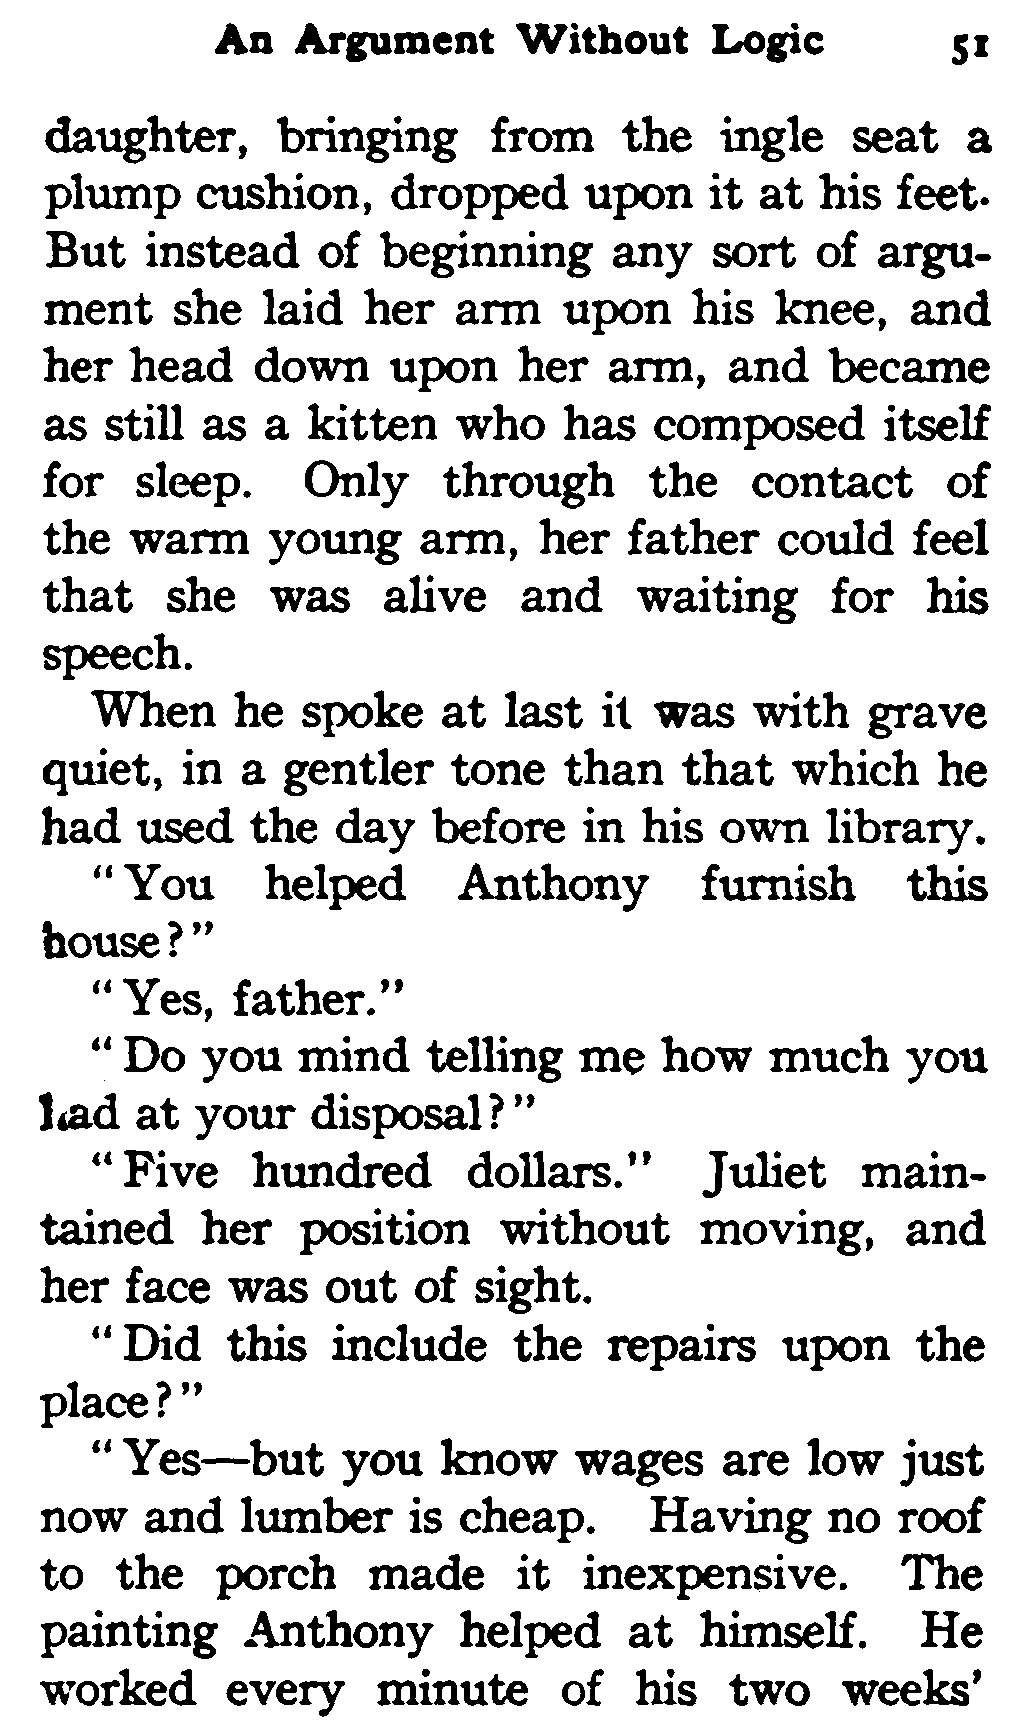 An Argument Without Logic 51
daughter, bringing from the ingle seat a
plump cushion, dropped upon it at his feet.
But instead of beginning any sort of argu-
ment she laid her arm upon his knee, and
her head down upon her arm, and became
as still as a kitten who has composed itself
for sleep. Only through the contact of
the warm young arm, her father could feel
that she was alive and waiting for his
speech.
When he spoke at last it was with grave
quiet, in a gentler tone than that which he
had used the day before in his own library.
"You helped Anthony furnish this
house?"
"Yes, father."
"Do you mind telling me how much you
had at your disposal?"
"Five hundred dollars." Juliet main-
tained her position without moving, and
her face was out of sight.
"Did this include the repairs upon the
place?"
"Yes—but you know wages are low just
now and lumber is cheap. Having no roof
to the porch made it inexpensive. The
painting Anthony helped at himself. He
worked every minute of his two weeks'